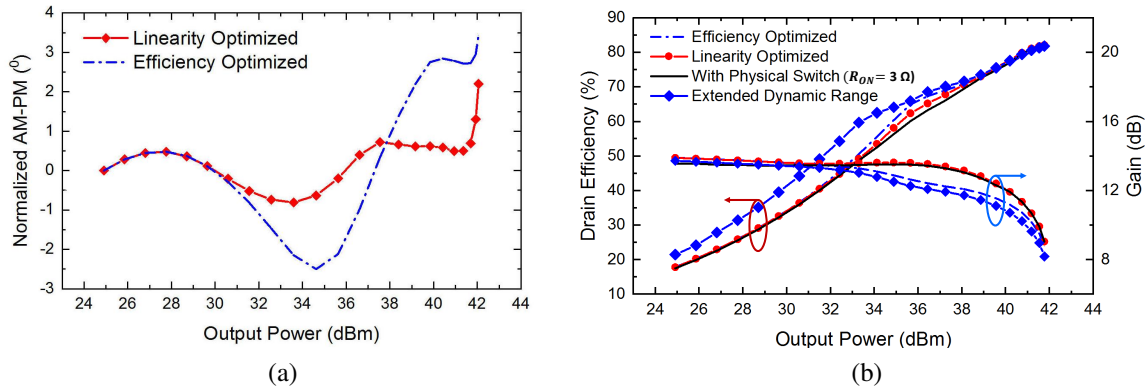 (a)
4
3
2
1
0
-1
-2
-3
Normalized AM-PM (⁰)
Linearity Optimized
Efficiency Optimized
24 26 28 30 32 34 36 38 40 42 44
Output Power (dBm)
(a)
(b)
90
80
70
60
50
40
30
20
10
Drain Efficiency (%)
Efficiency Optimized
Linearity Optimized
With Physical Switch (R_ON = 3 Ω)
Extended Dynamic Range
20
16
12
8
Gain (dB)
24 26 28 30 32 34 36 38 40 42 44
Output Power (dBm)
(b)